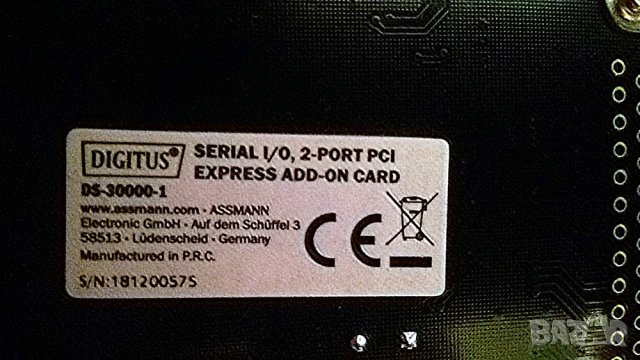 DIGITUS® SERIAL I/O, 2-PORT PCI
EXPRESS ADD-ON CARD
DS-30000-1
www.assmann.com • ASSMANN
Electronic GmbH • Auf dem Schüffel 3
58513 • Lüdenscheid • Germany
Manufactured in P.R.C.
S/N:181200575
CE
BAZAR